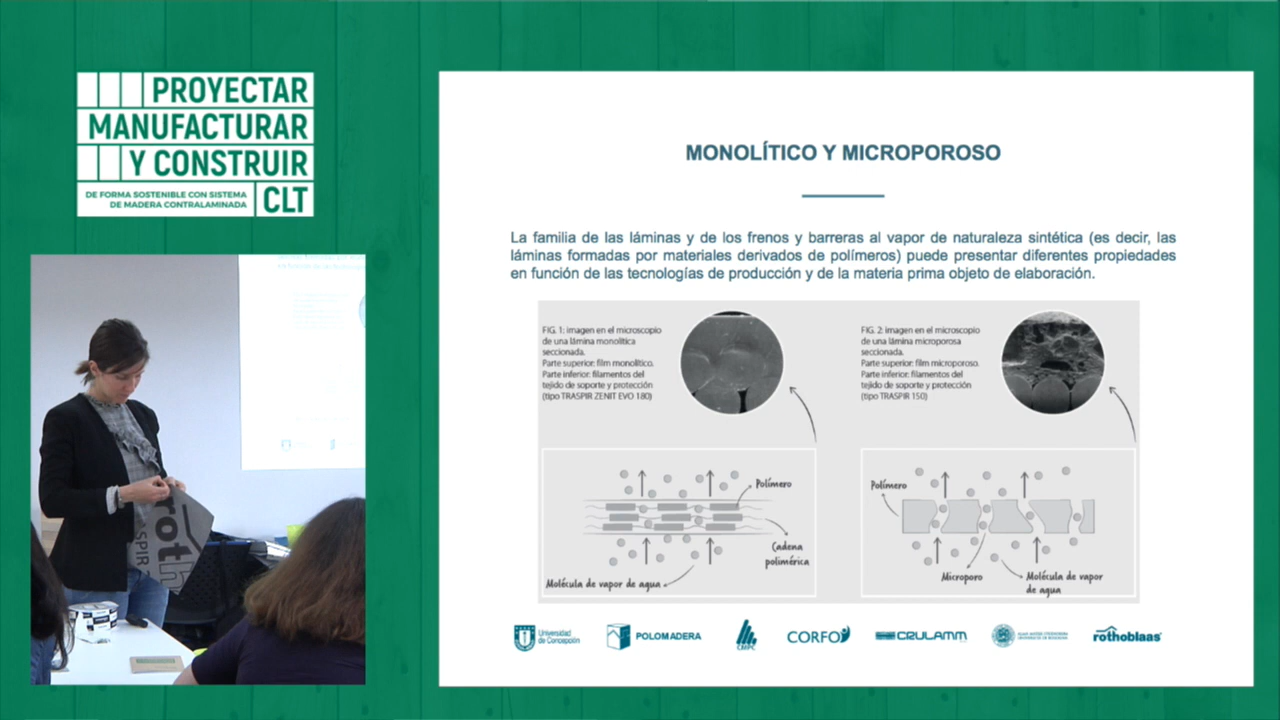 PROYECTAR
MANUFACTURAR
Y CONSTRUIR
DE FORMA SOSTENIBLE CON SISTEMA
DE MADERA CONTRALAMINADA
CLT
MONOLÍTICO Y MICROPOROSO
La familia de las láminas y de los frenos y barreras al vapor de naturaleza sintética (es decir, las
láminas formadas por materiales derivados de polímeros) puede presentar diferentes propiedades
en función de las tecnologías de producción y de la materia prima objeto de elaboración.
FIG. 1: imagen en el microscopio
de una lámina monolítica
seccionada.
Parte superior: film monolítico.
Parte inferior: filamentos del
tejido de soporte y protección
(tipo TRASPIR ZENIT EVO 180)
FIG. 2: imagen en el microscopio
de una lámina microporosa
seccionada.
Parte superior: film microporoso.
Parte inferior: filamentos del
tejido de soporte y protección
(tipo TRASPIR 150)
Polímero
Cadena
polimérica
Molécula de vapor de agua
Polímero
Microporo
Molécula de vapor
de agua
roth
ASPIR
Universidad
de Concepción
POLOMADERA
CMPC
CORFO
CRULAMM
rothoblaas